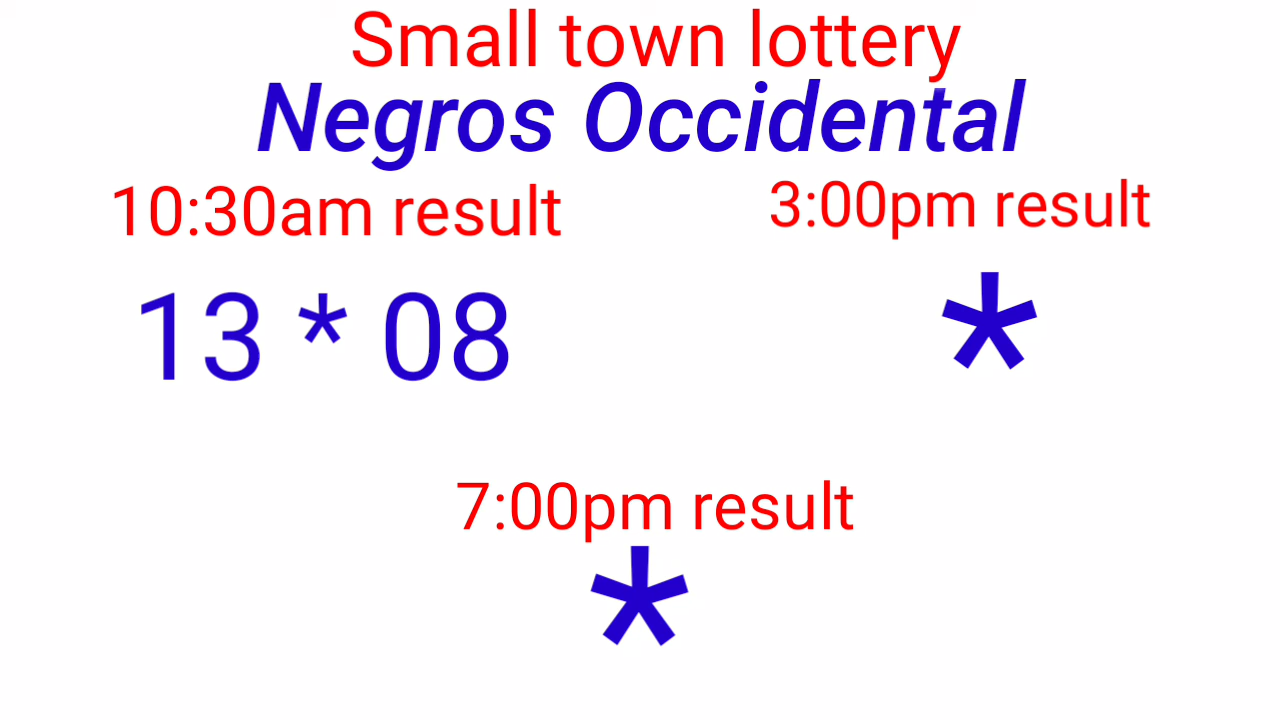 Small town lottery
Negros Occidental
10:30am result
13 * 08
3:00pm result
*
7:00pm result
*